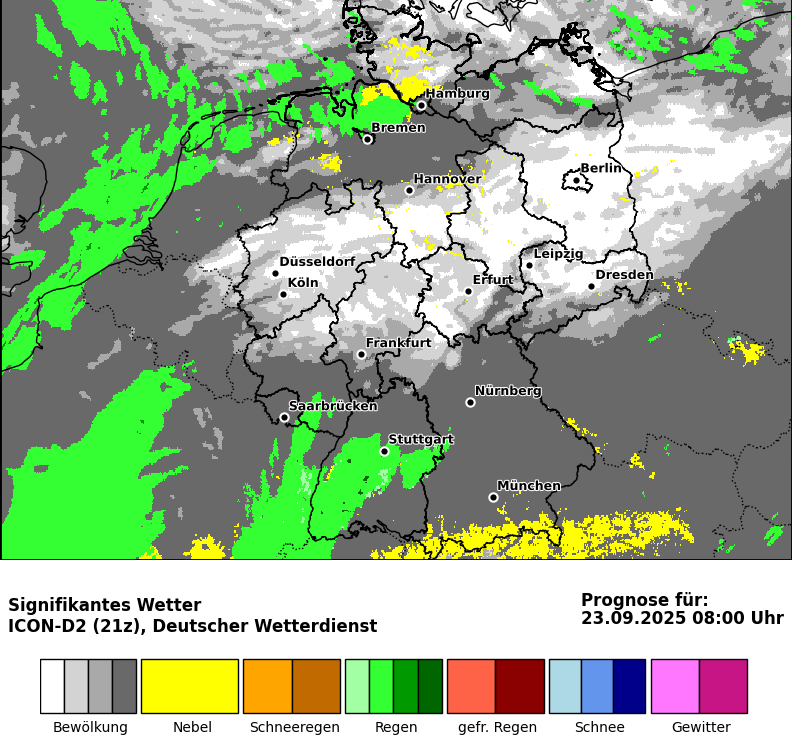 Hamburg
Bremen
Berlin
Hannover
Düsseldorf
Leipzig
Köln
Erfurt
Dresden
Frankfurt
Nürnberg
Saarbrücken
Stuttgart
München
Signifikantes Wetter
ICON-D2 (21z), Deutscher Wetterdienst
Prognose für:
23.09.2025 08:00 Uhr
Bewölkung
Nebel
Schneeregen
Regen
gefr. Regen
Schnee
Gewitter